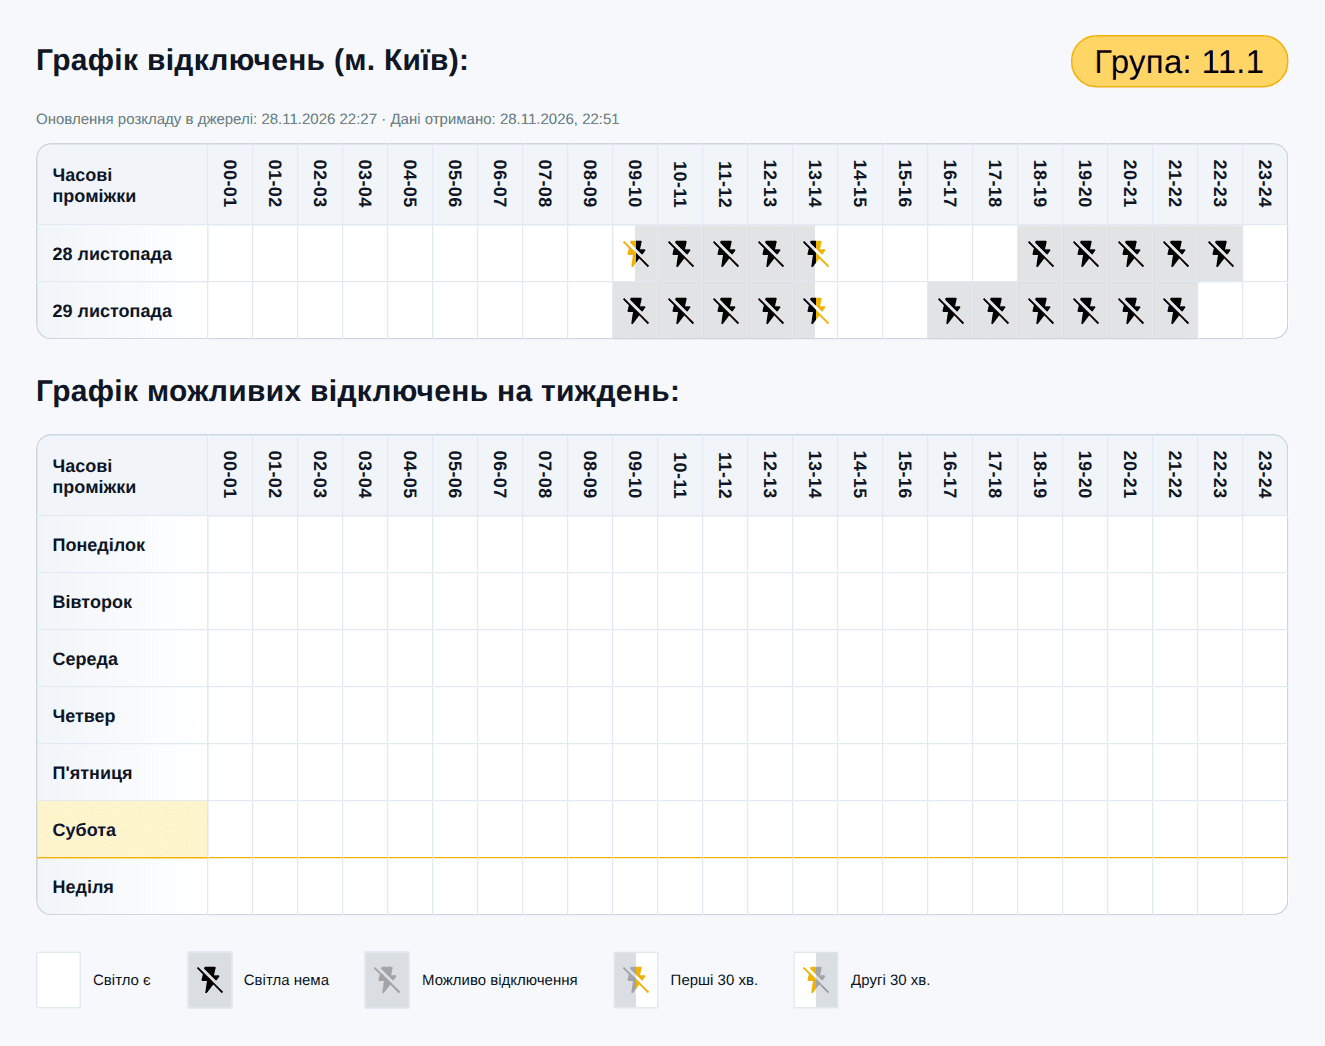 Графік відключень (м. Київ):
Група: 11.1
Оновлення розкладу в джерелі: 28.11.2026 22:27 · Дані отримано: 28.11.2026, 22:51
Часові
проміжки
00-01 01-02 02-03 03-04 04-05 05-06 06-07 07-08 08-09 09-10 10-11 11-12 12-13 13-14 14-15 15-16 16-17 17-18 18-19 19-20 20-21 21-22 22-23 23-24
28 листопада
29 листопада
Графік можливих відключень на тиждень:
Часові
проміжки
00-01 01-02 02-03 03-04 04-05 05-06 06-07 07-08 08-09 09-10 10-11 11-12 12-13 13-14 14-15 15-16 16-17 17-18 18-19 19-20 20-21 21-22 22-23 23-24
Понеділок
Вівторок
Середа
Четвер
П'ятниця
Субота
Неділя
Світло є
Світла нема
Можливо відключення
Перші 30 хв.
Другі 30 хв.